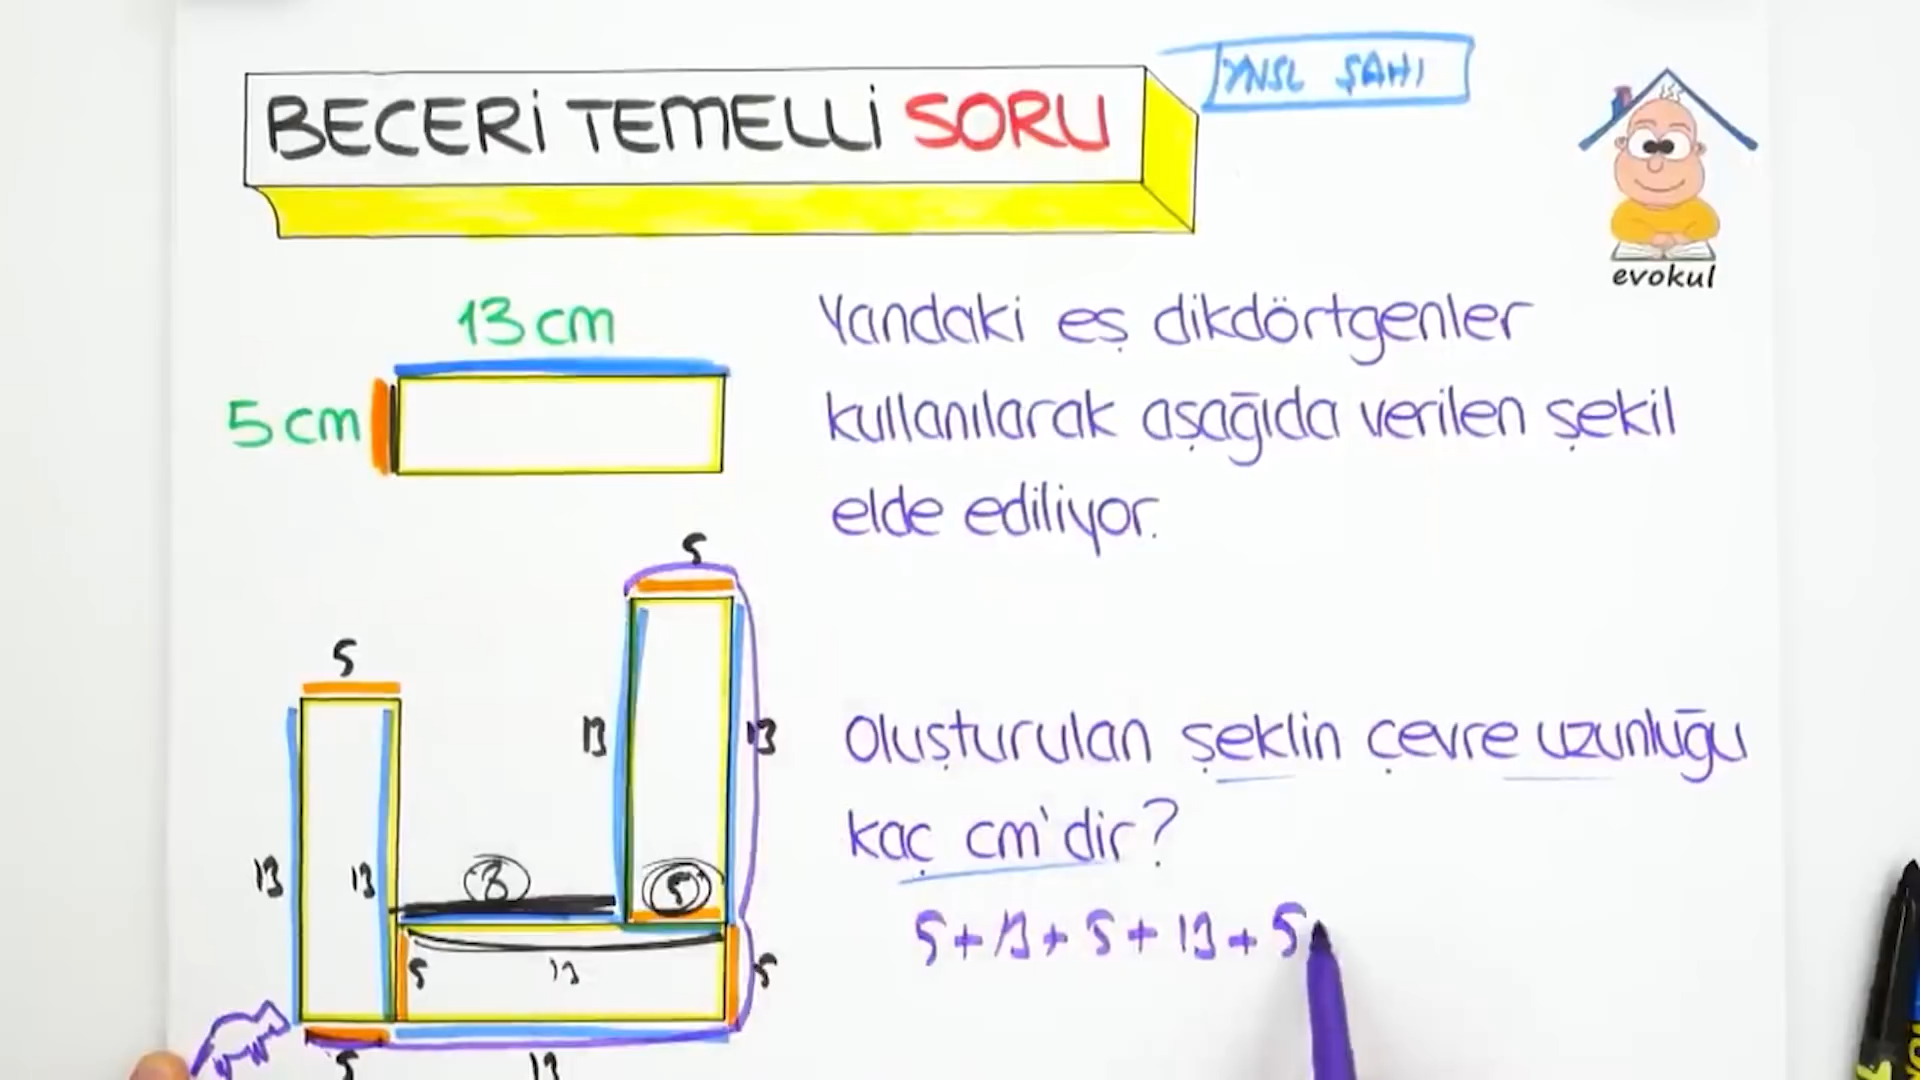 BECERİ TEMELLİ SORU
ŞAHI
evokul
13 cm
5 cm
Yandaki eş dikdörtgenler
kullanılarak aşağıda verilen şekil
elde ediliyor.
5
5
13
13
13
13
8
5
5
13
5
5
13
Oluşturulan şeklin çevre uzunluğu
kaç cm'dir?
5+13+5+13+5